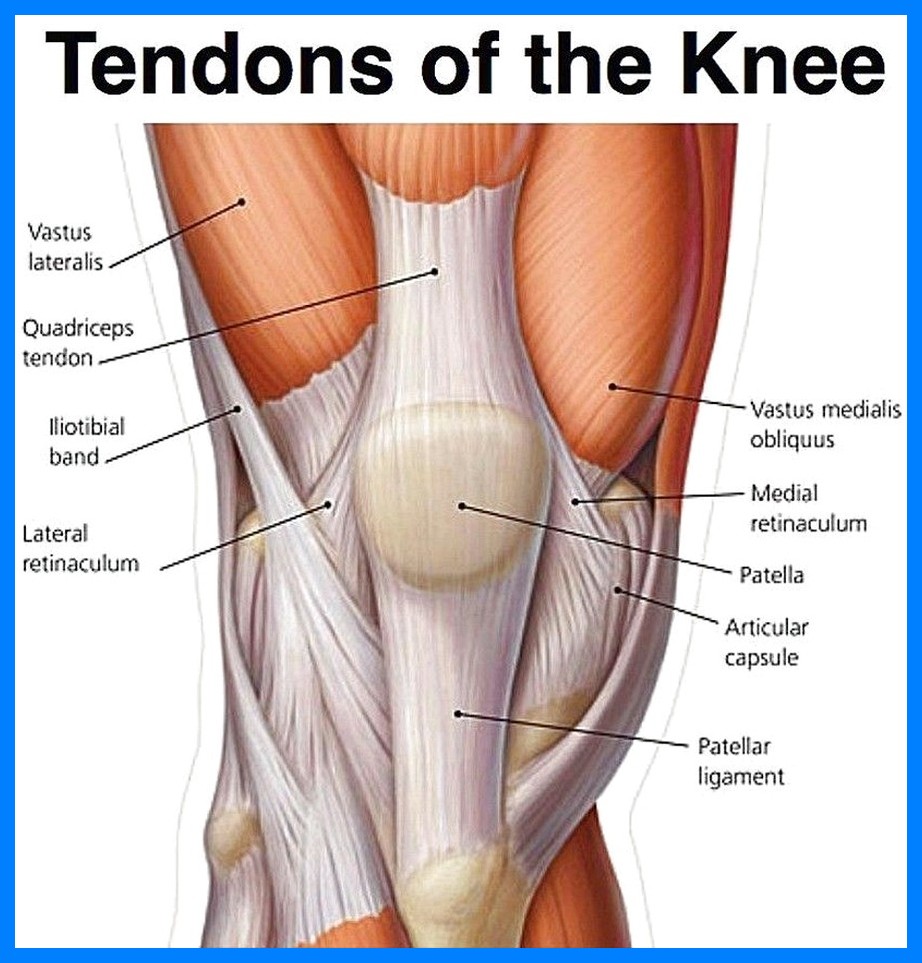 Tendons of the Knee
Vastus
lateralis
Quadriceps
tendon
Iliotibial
band
Lateral
retinaculum
Vastus medialis
obliquus
Medial
retinaculum
Patella
Articular
capsule
Patellar
ligament